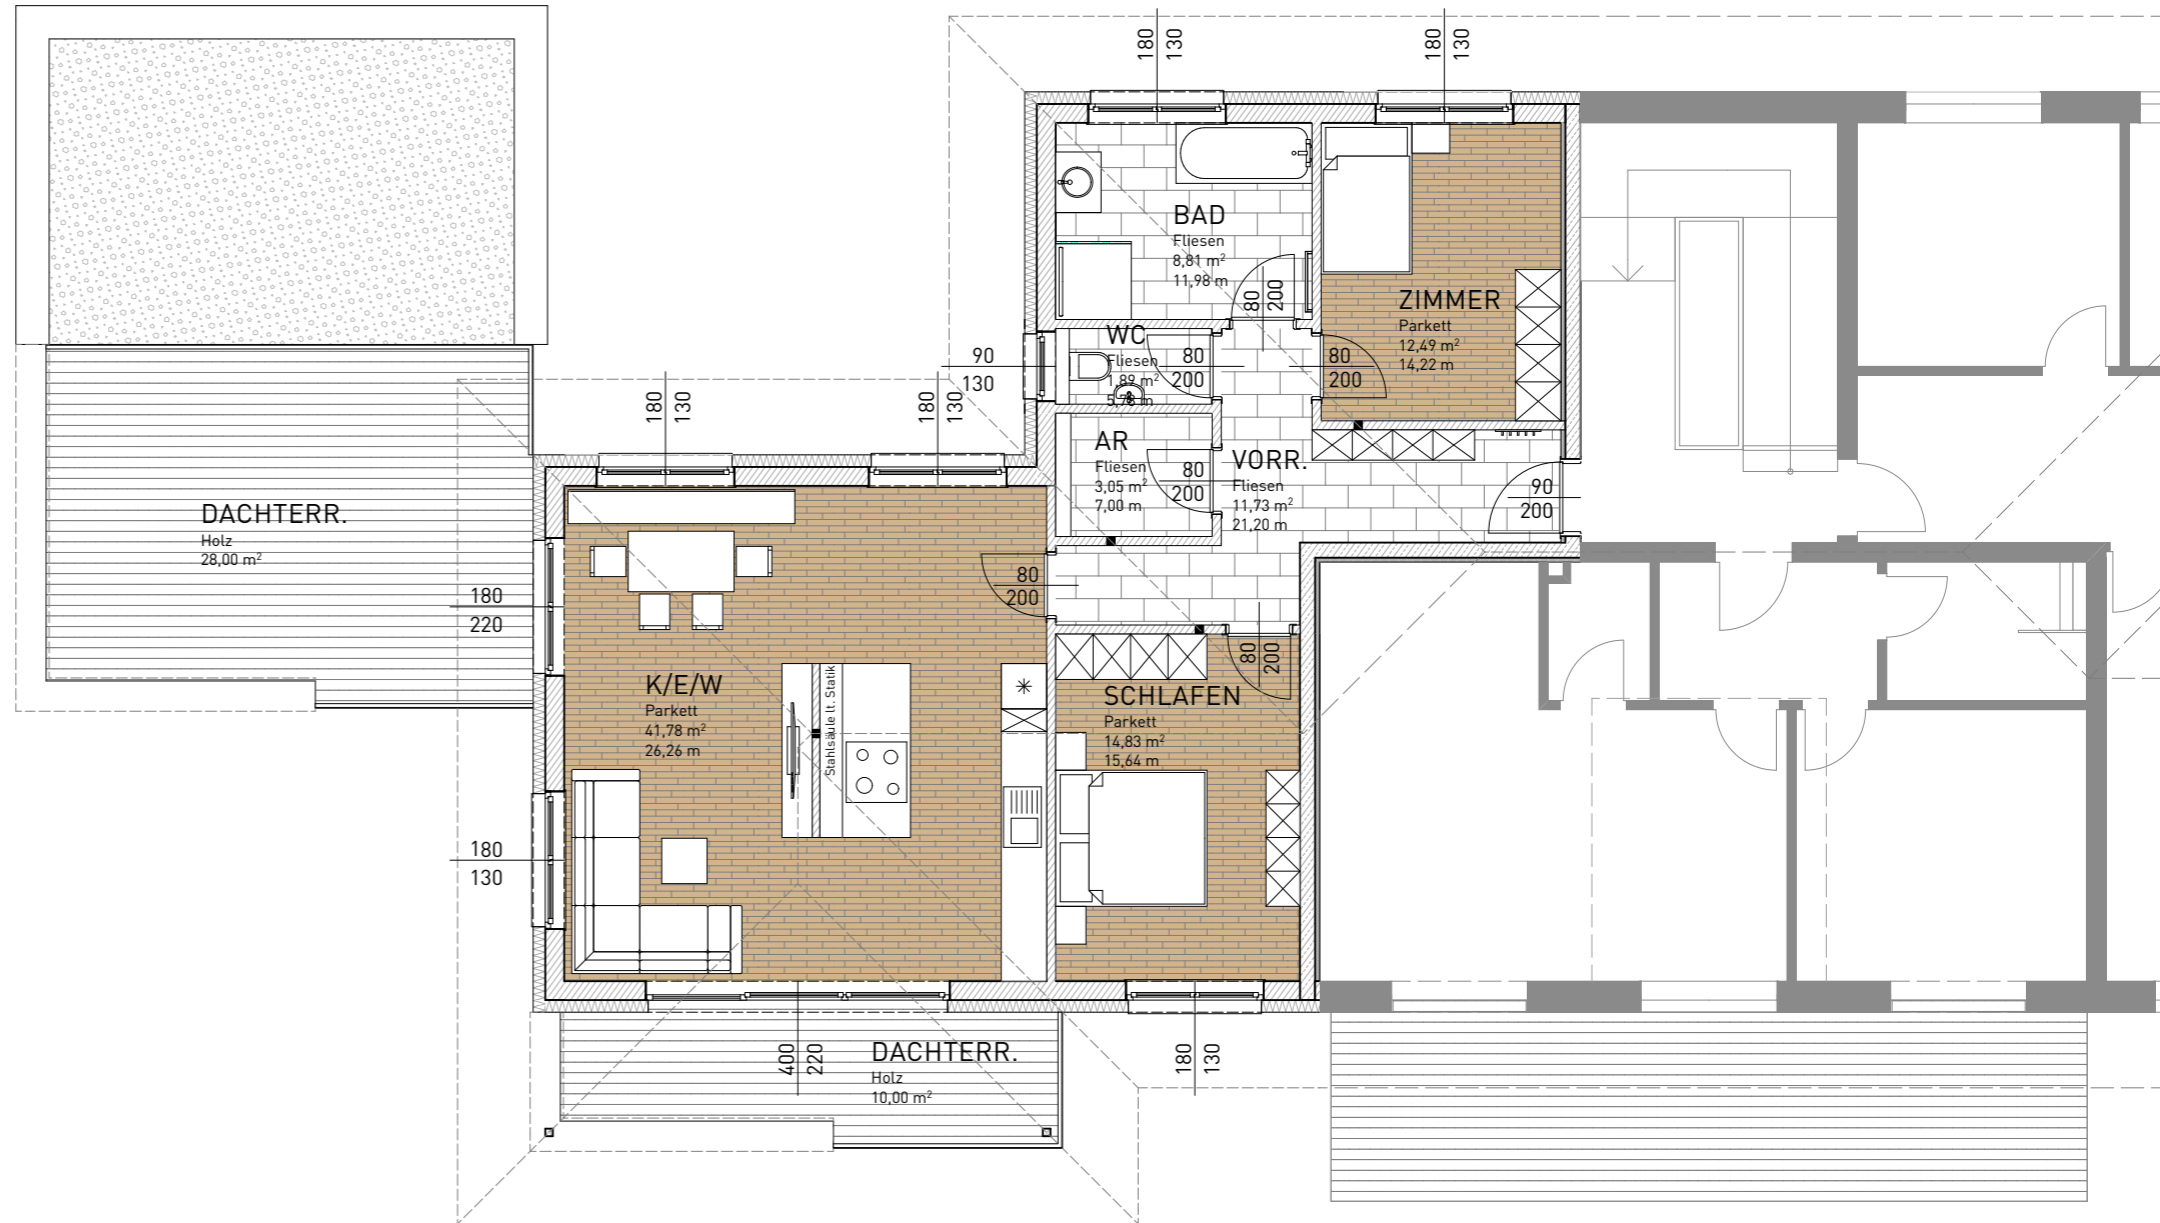 180
130
180
130
BAD
Fliesen
8,81 m²
11,98 m
80
200
ZIMMER
Parkett
12,49 m²
14,22 m
WC
Fliesen
1,89 m²
5,78 m
80
200
80
200
90
130
180
130
180
130
AR
Fliesen
3,05 m²
7,00 m
80
200
VORR.
Fliesen
11,73 m²
21,20 m
90
200
DACHTERR.
Holz
28,00 m²
180
220
80
200
80
200
K/E/W
Parkett
41,78 m²
26,26 m
Stahlsäule lt. Statik
SCHLAFEN
Parkett
14,83 m²
15,64 m
180
130
400
220
DACHTERR.
Holz
10,00 m²
180
130